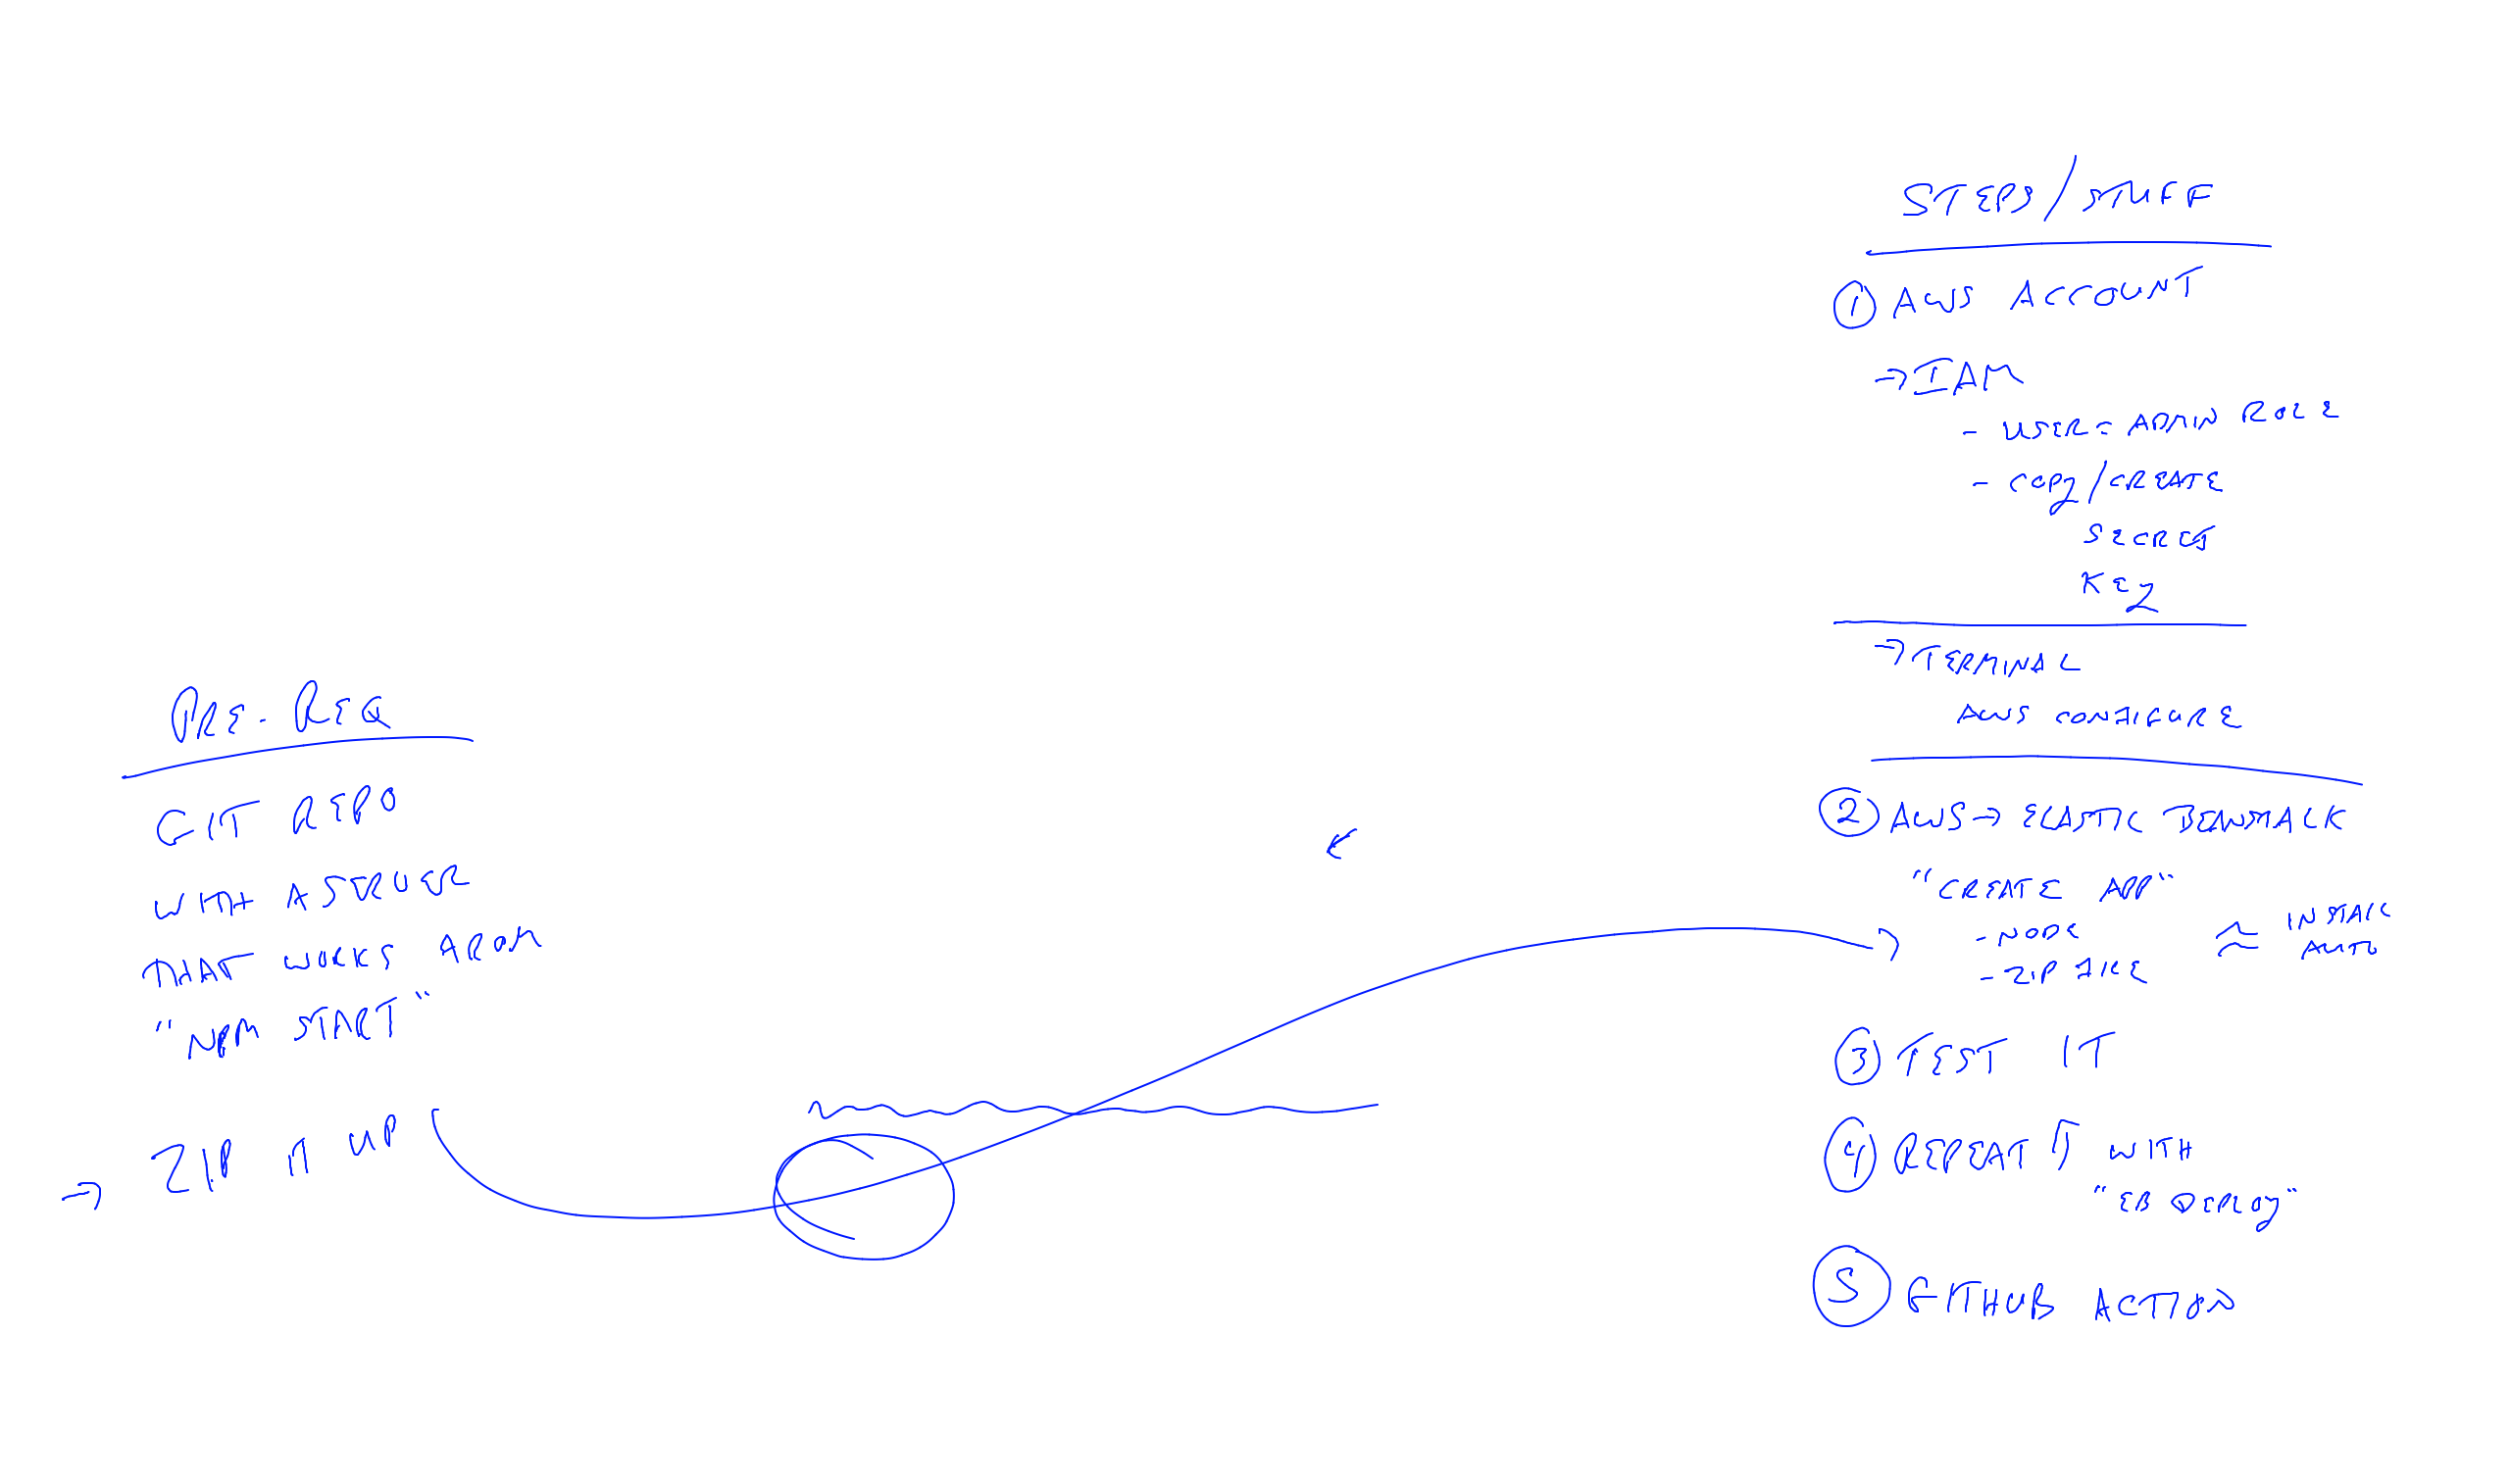 PRE-REQ
GIT REPO
WITH A SERVER
THAT WORKS FROM
"NPM START"
→ ZIP IT UP
STEPS/STUFF
① AWS ACCOUNT
→ IAM
- USER = ADMIN ROLE
- COPY/CREATE
SECRET
KEY
→ TERMINAL
AWS CONFIGURE
② AWS → ELASTIC BEANSTALK
"CREATE APP"
- NODE
- ZIP FILE
≈ INSTALL
AUTO
③ TEST IT
④ REPEAT WITH
"EB DEPLOY"
⑤ GITHUB ACTION